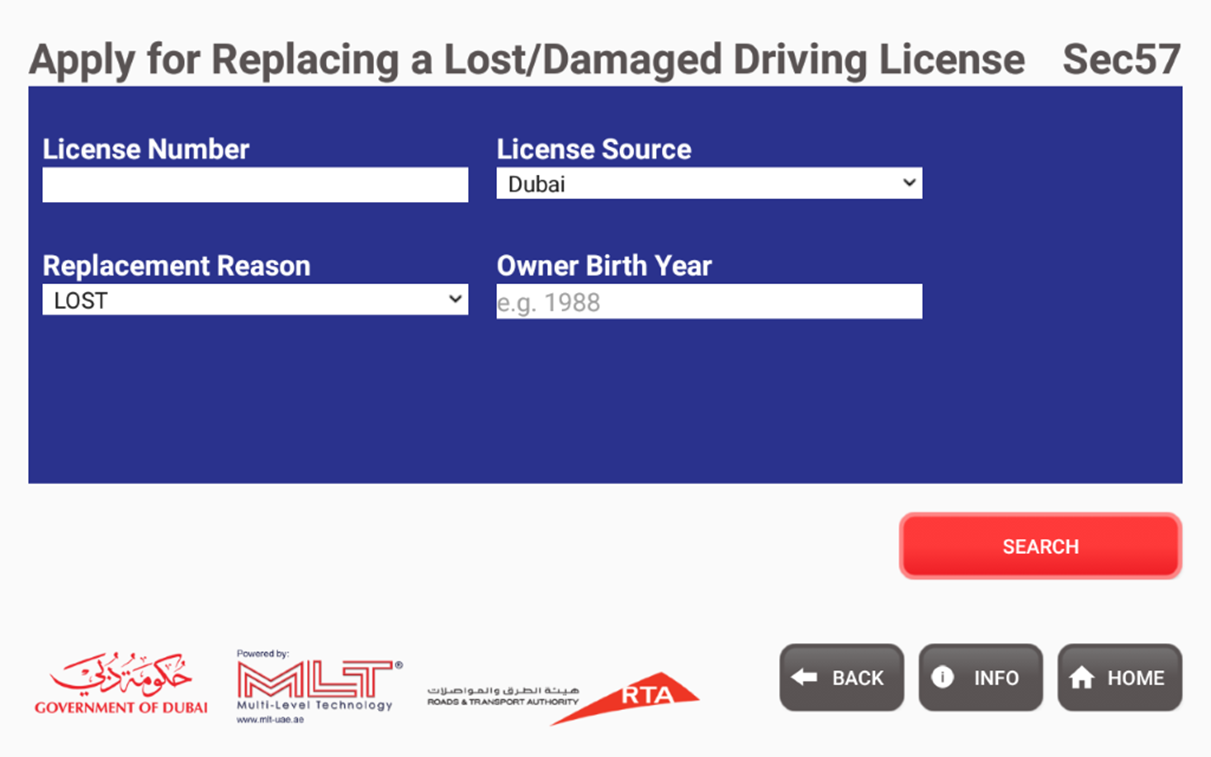 Apply for Replacing a Lost/Damaged Driving License Sec57
License Number License Source
Dubai
Replacement Reason Owner Birth Year
LOST e.g. 1988
SEARCH
حكومة دبي
GOVERNMENT OF DUBAI
Powered by:
MLT®
Multi-Level Technology
www.mlt-uae.ae
هيئة الطرق والمواصلات
ROADS & TRANSPORT AUTHORITY
RTA
BACK INFO HOME